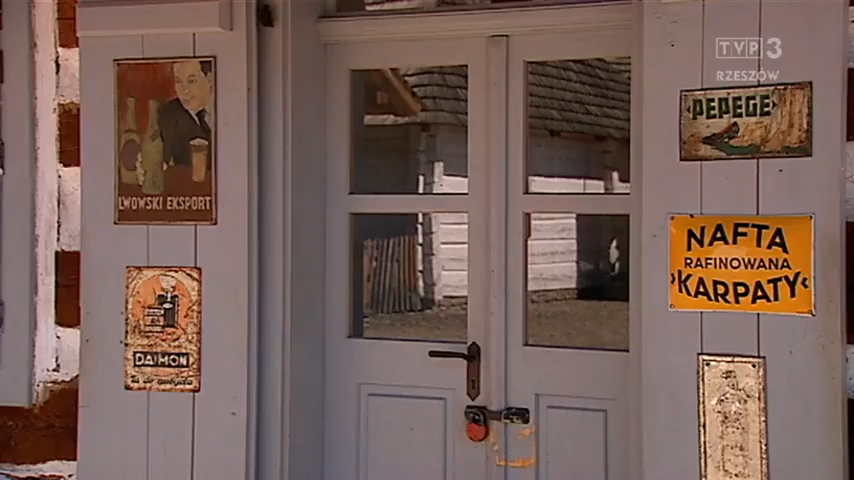 TVP3
RZESZÓW
LWOWSKI EKSPORT
DAIMON
PEPEGE
NAFTA
RAFINOWANA
KARPATY